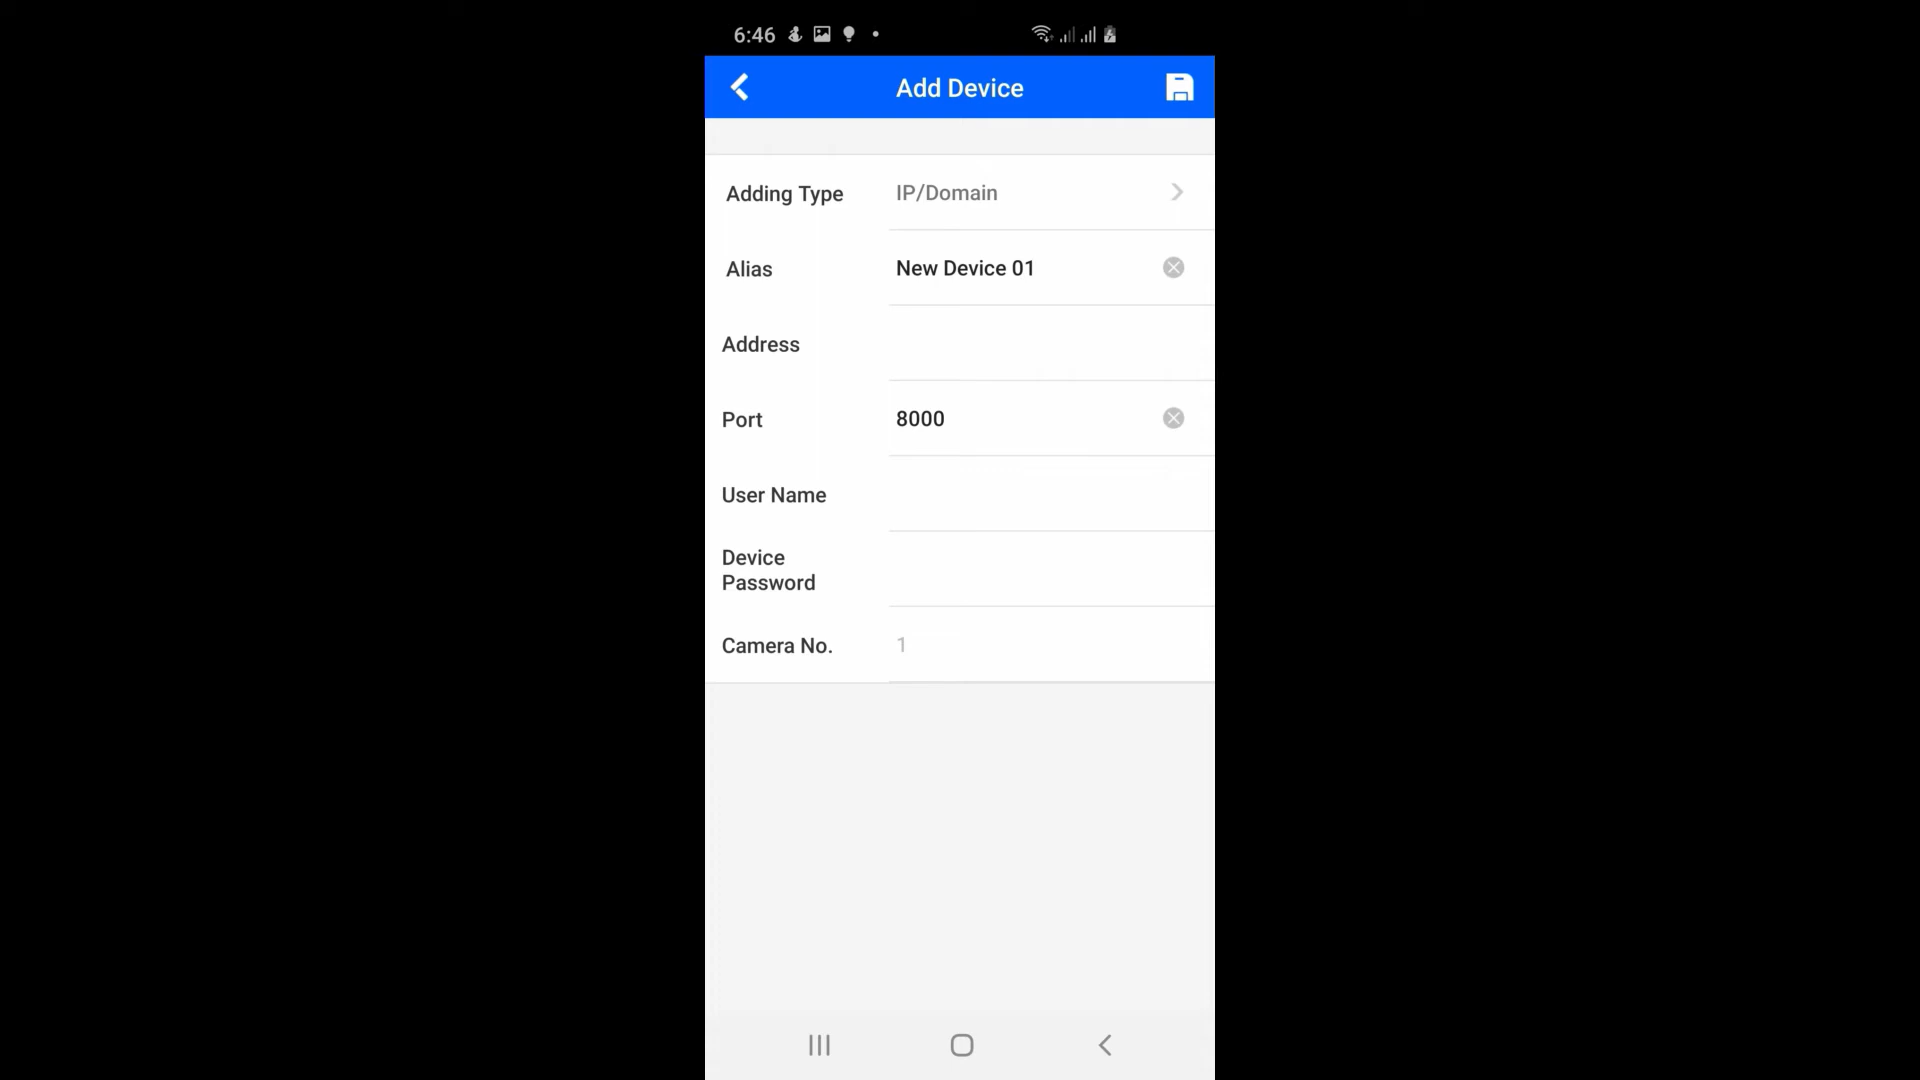 6:46
Add Device
Adding Type IP/Domain
Alias New Device 01
Address
Port 8000
User Name
Device
Password
Camera No. 1